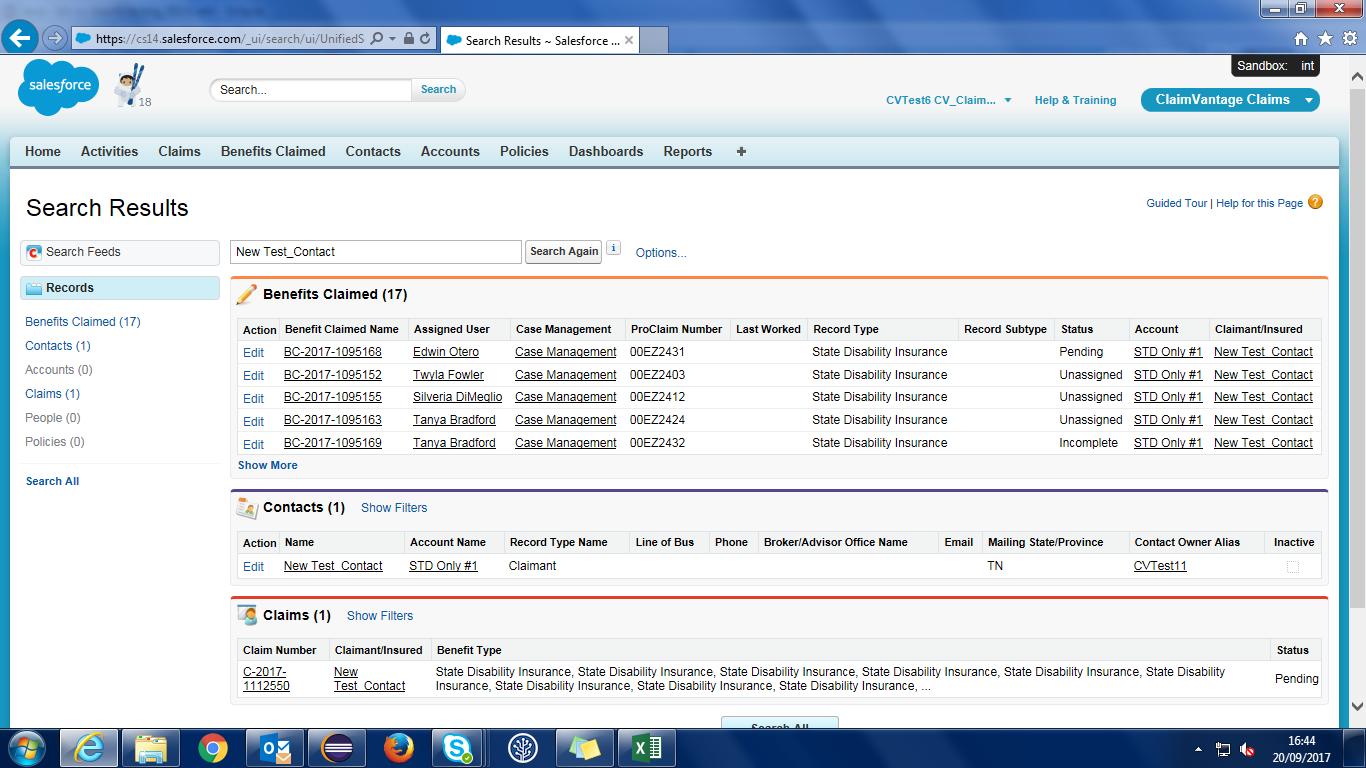 https://cs14.salesforce.com/_ui/search/ui/UnifiedS
Search Results ~ Salesforce ...
Sandbox: int
salesforce
18
Search...
Search
CVTest6 CV_Claim...
Help & Training
ClaimVantage Claims
Home Activities Claims Benefits Claimed Contacts Accounts Policies Dashboards Reports +
Search Results
Guided Tour | Help for this Page ?
Search Feeds
New Test_Contact
Search Again
i
Options...
Records
Benefits Claimed (17)
Contacts (1)
Accounts (0)
Claims (1)
People (0)
Policies (0)
Search All
Benefits Claimed (17)
Action Benefit Claimed Name Assigned User Case Management ProClaim Number Last Worked Record Type Record Subtype Status Account Claimant/Insured
Edit BC-2017-1095168 Edwin Otero Case Management 00EZ2431 State Disability Insurance Pending STD Only #1 New Test_Contact
Edit BC-2017-1095152 Twyla Fowler Case Management 00EZ2403 State Disability Insurance Unassigned STD Only #1 New Test_Contact
Edit BC-2017-1095155 Silveria DiMeglio Case Management 00EZ2412 State Disability Insurance Unassigned STD Only #1 New Test_Contact
Edit BC-2017-1095163 Tanya Bradford Case Management 00EZ2424 State Disability Insurance Unassigned STD Only #1 New Test_Contact
Edit BC-2017-1095169 Tanya Bradford Case Management 00EZ2432 State Disability Insurance Incomplete STD Only #1 New Test_Contact
Show More
Contacts (1) Show Filters
Action Name Account Name Record Type Name Line of Bus Phone Broker/Advisor Office Name Email Mailing State/Province Contact Owner Alias Inactive
Edit New Test_Contact STD Only #1 Claimant TN CVTest11
Claims (1) Show Filters
Claim Number Claimant/Insured Benefit Type Status
C-2017-
1112550
New
Test_Contact
State Disability Insurance, State Disability Insurance, State Disability Insurance, State Disability Insurance, State Disability Insurance, State Disability
Insurance, State Disability Insurance, State Disability Insurance, State Disability Insurance, ...
Pending
Search All
16:44
20/09/2017